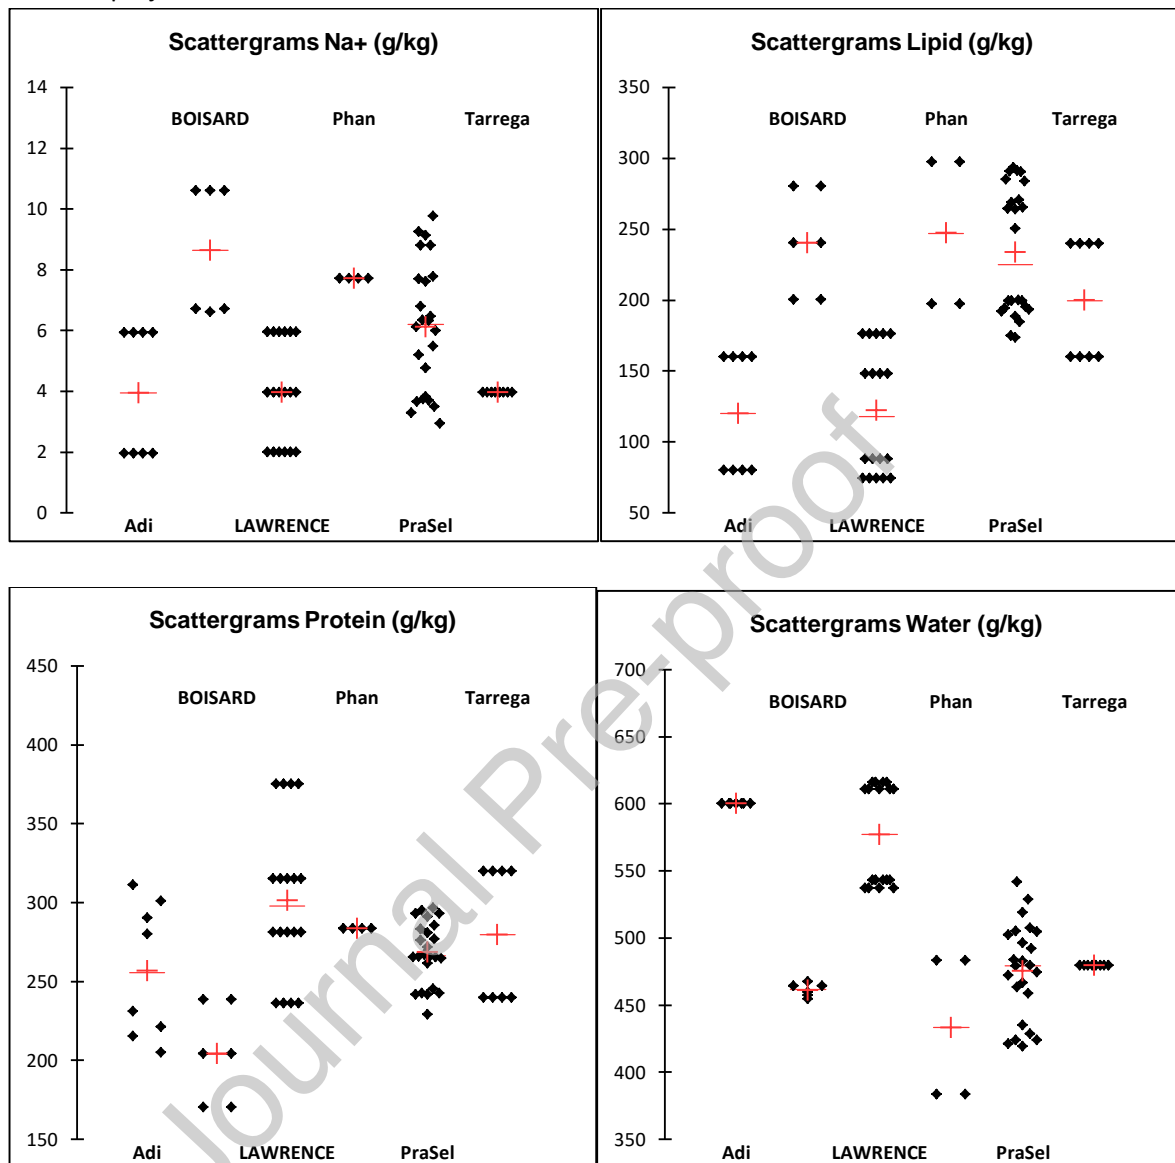 Scattergrams Na+ (g/kg)
14
12
10
8
6
4
2
0
BOISARD Phan Tarrega
Adi LAWRENCE PraSel
Scattergrams Lipid (g/kg)
350
300
250
200
150
100
50
BOISARD Phan Tarrega
Adi LAWRENCE PraSel
Scattergrams Protein (g/kg)
450
400
350
300
250
200
150
BOISARD Phan Tarrega
Adi LAWRENCE PraSel
Scattergrams Water (g/kg)
700
650
600
550
500
450
400
350
BOISARD Phan Tarrega
Adi LAWRENCE PraSel
Journal Pre-proof